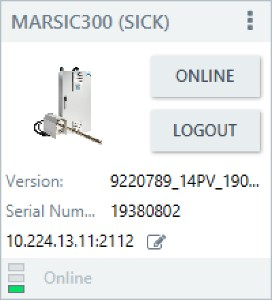 MARSIC300 (SICK)
ONLINE
LOGOUT
Version: 9220789_14PV_190...
Serial Num... 19380802
10.224.13.11:2112
Online